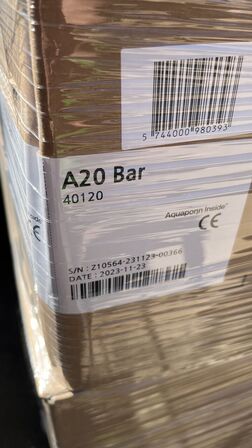 5 744000 980393
A20 Bar
40120
Aquaporin Inside
CE
S/N : Z10564-231123-00366
DATE : 2023-11-23